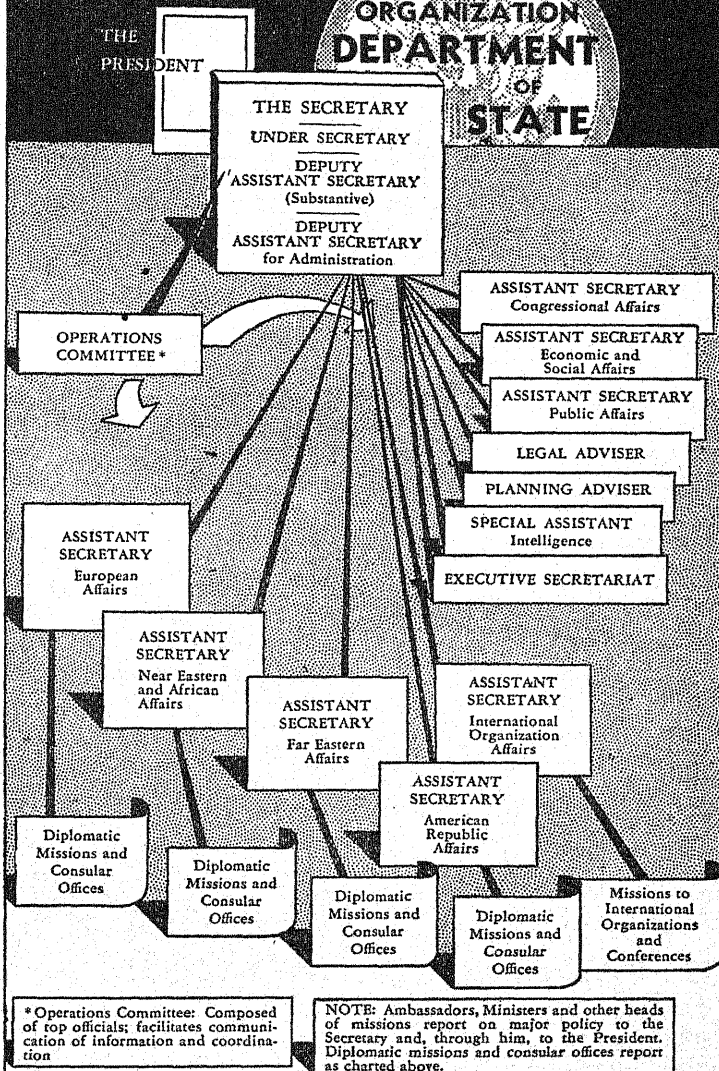 THE
PRESIDENT
ORGANIZATION
DEPARTMENT
OF
STATE
THE SECRETARY
UNDER SECRETARY
DEPUTY
ASSISTANT SECRETARY
(Substantive)
DEPUTY
ASSISTANT SECRETARY
for Administration
OPERATIONS
COMMITTEE*
ASSISTANT SECRETARY
Congressional Affairs
ASSISTANT SECRETARY
Economic and
Social Affairs
ASSISTANT SECRETARY
Public Affairs
LEGAL ADVISER
PLANNING ADVISER
SPECIAL ASSISTANT
Intelligence
EXECUTIVE SECRETARIAT
ASSISTANT
SECRETARY
European
Affairs
ASSISTANT
SECRETARY
Near Eastern
and African
Affairs
ASSISTANT
SECRETARY
Far Eastern
Affairs
ASSISTANT
SECRETARY
American
Republic
Affairs
ASSISTANT
SECRETARY
International
Organization
Affairs
Diplomatic
Missions and
Consular
Offices
Diplomatic
Missions and
Consular
Offices
Diplomatic
Missions and
Consular
Offices
Diplomatic
Missions and
Consular
Offices
Missions to
International
Organizations
and
Conferences
*Operations Committee: Composed
of top officials; facilitates communi-
cation of information and coordina-
tion
NOTE: Ambassadors, Ministers and other heads
of missions report on major policy to the
Secretary and, through him, to the President.
Diplomatic missions and consular offices report
as charted above.